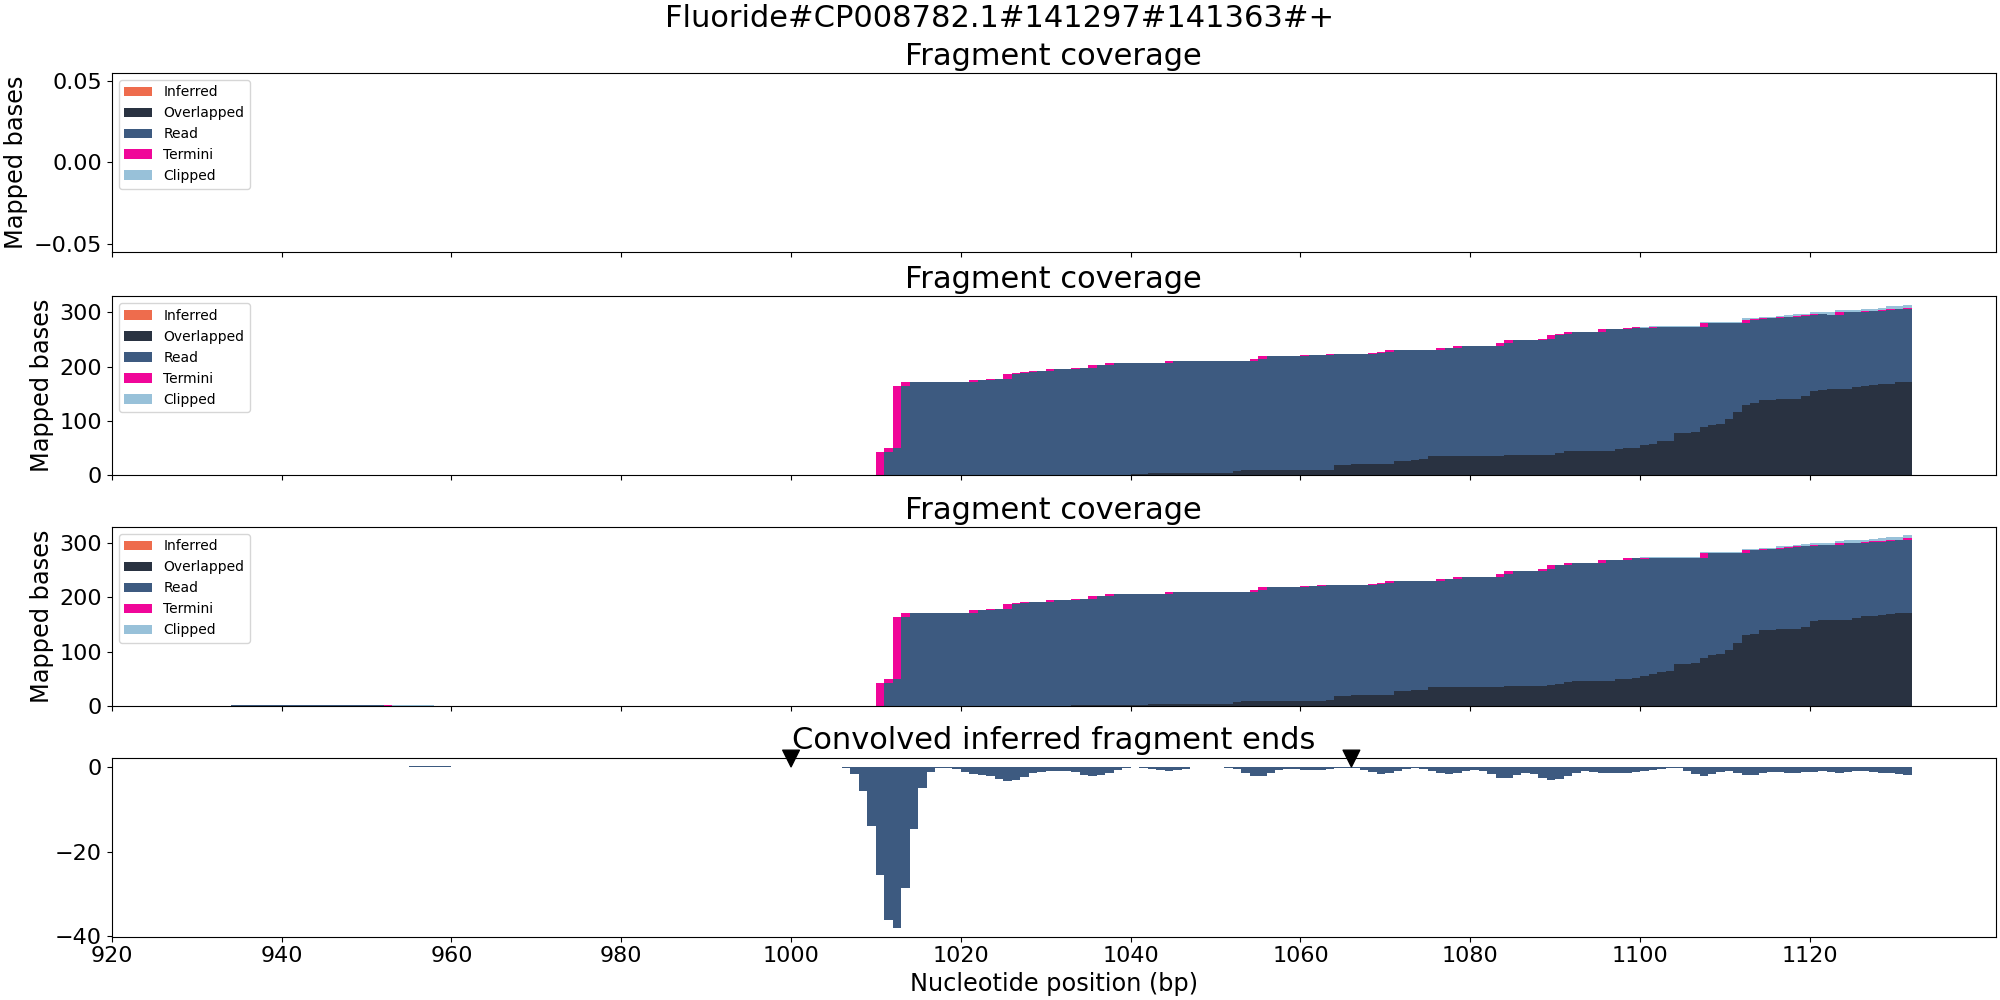 Fluoride#CP008782.1#141297#141363#+
Fragment coverage
Mapped bases
0.05
0.00
−0.05
Inferred
Overlapped
Read
Termini
Clipped
Fragment coverage
Mapped bases
300
200
100
0
Inferred
Overlapped
Read
Termini
Clipped
Fragment coverage
Mapped bases
300
200
100
0
Inferred
Overlapped
Read
Termini
Clipped
Convolved inferred fragment ends
0
−20
−40
920 940 960 980 1000 1020 1040 1060 1080 1100 1120
Nucleotide position (bp)